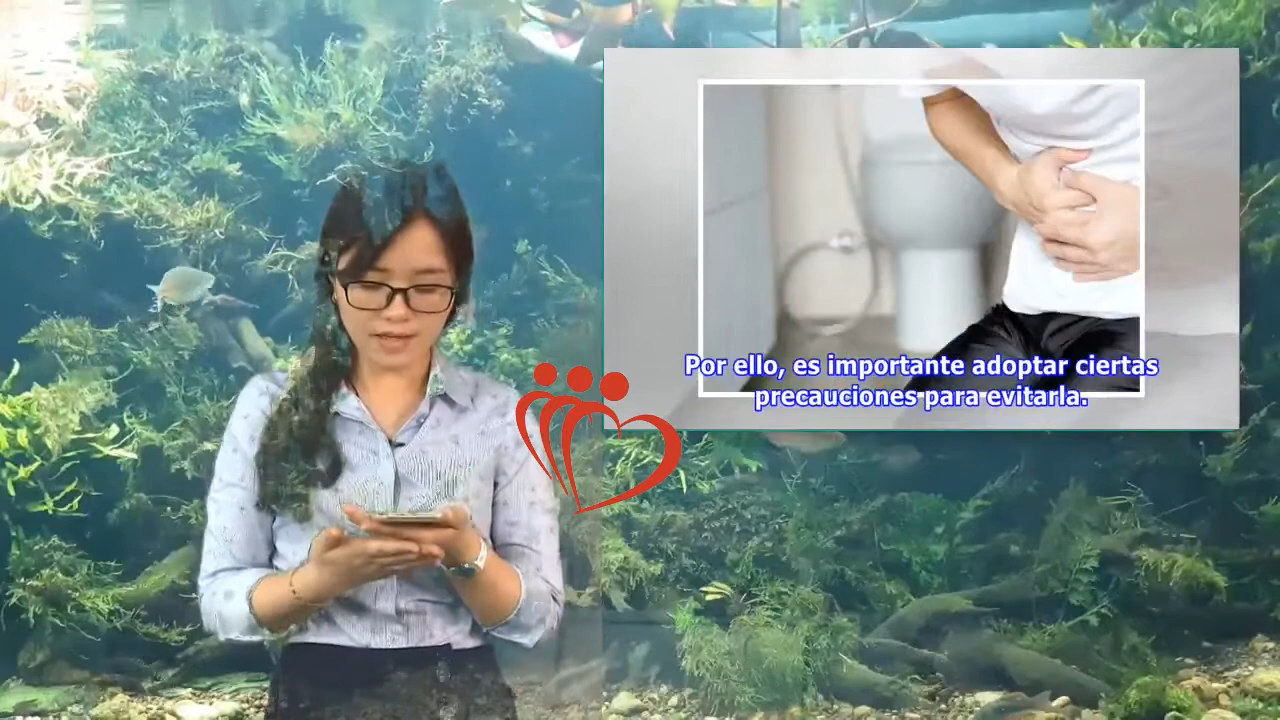 Por ello, es importante adoptar ciertas
precauciones para evitarla.